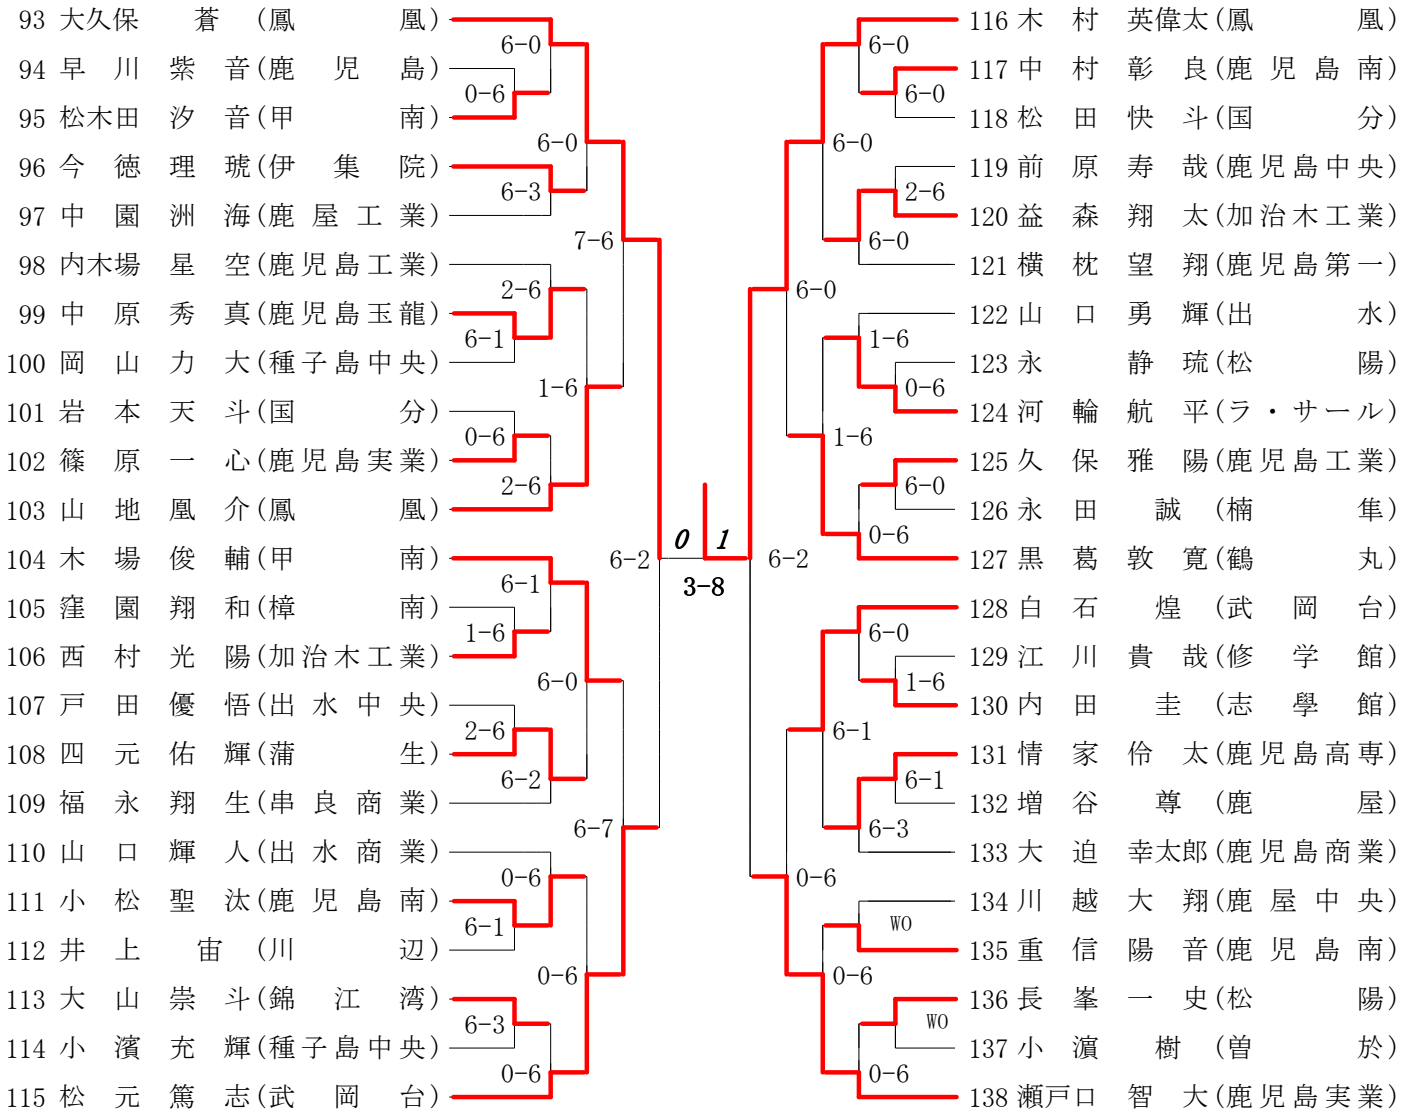 93 大久保 蒼 (鳳 凰)
6-0
94 早 川 紫 音 (鹿 児 島)
0-6
95 松木田 汐 音 (甲 南)
6-0
96 今 徳 理 琥 (伊 集 院)
6-3
97 中 園 洲 海 (鹿 屋 工 業)
7-6
98 内木場 星 空 (鹿児島工業)
2-6
99 中 原 秀 真 (鹿児島玉龍)
6-1
100 岡 山 力 大 (種子島中央)
1-6
101 岩 本 天 斗 (国 分)
0-6
102 篠 原 一 心 (鹿児島実業)
2-6
103 山 地 凰 介 (鳳 凰)
6-2
104 木 場 俊 輔 (甲 南)
6-1
105 窪 園 翔 和 (樟 南)
1-6
106 西 村 光 陽 (加治木工業)
6-0
107 戸 田 優 悟 (出 水 中 央)
2-6
108 四 元 佑 輝 (蒲 生)
6-2
109 福 永 翔 生 (串 良 商 業)
6-7
110 山 口 輝 人 (出 水 商 業)
0-6
111 小 松 聖 汰 (鹿 児 島 南)
6-1
112 井 上 宙 (川 辺)
0-6
113 大 山 崇 斗 (錦 江 湾)
6-3
114 小 濱 充 輝 (種子島中央)
0-6
115 松 元 篤 志 (武 岡 台)
0 1
3-8
116 木 村 英偉太 (鳳 凰)
6-0
117 中 村 彰 良 (鹿 児 島 南)
6-0
118 松 田 快 斗 (国 分)
6-0
119 前 原 寿 哉 (鹿児島中央)
2-6
120 益 森 翔 太 (加治木工業)
6-0
121 横 枕 望 翔 (鹿児島第一)
6-0
122 山 口 勇 輝 (出 水)
1-6
123 永 静 琉 (松 陽)
0-6
124 河 輪 航 平 (ラ・サール)
1-6
125 久 保 雅 陽 (鹿児島工業)
6-0
126 永 田 誠 (楠 隼)
0-6
127 黒 葛 敦 寛 (鶴 丸)
6-2
128 白 石 煌 (武 岡 台)
6-0
129 江 川 貴 哉 (修 学 館)
1-6
130 内 田 圭 (志 學 館)
6-1
131 情 家 伶 太 (鹿児島高専)
6-1
132 増 谷 尊 (鹿 屋)
6-3
133 大 迫 幸太郎 (鹿児島商業)
0-6
134 川 越 大 翔 (鹿 屋 中 央)
WO
135 重 信 陽 音 (鹿 児 島 南)
0-6
136 長 峯 一 史 (松 陽)
WO
137 小 濵 樹 (曽 於)
0-6
138 瀬戸口 智 大 (鹿児島実業)